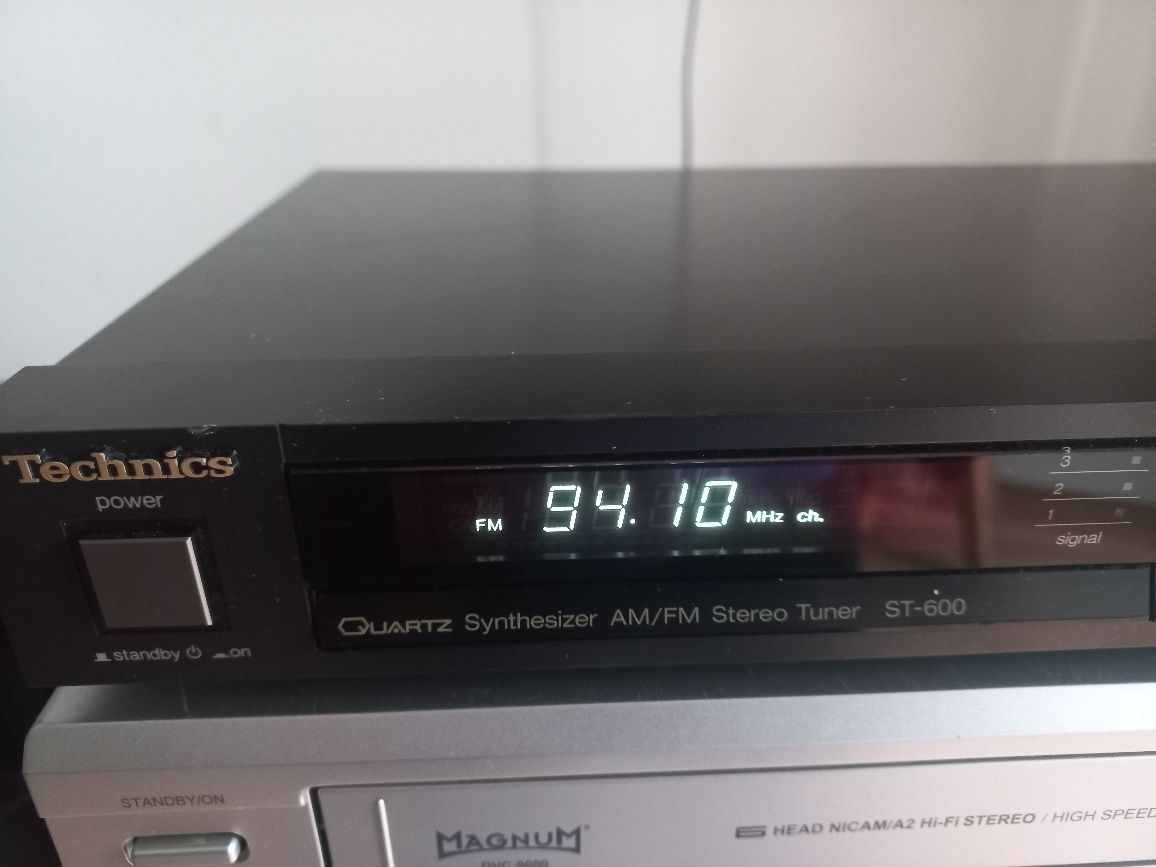 Technics
power
standby on
FM 94.10 MHz ch.
3
3
2
1
signal
QUARTZ Synthesizer AM/FM Stereo Tuner ST-600
STANDBY/ON
MAGNUM
6 HEAD NICAM/A2 Hi-Fi STEREO / HIGH SPEED